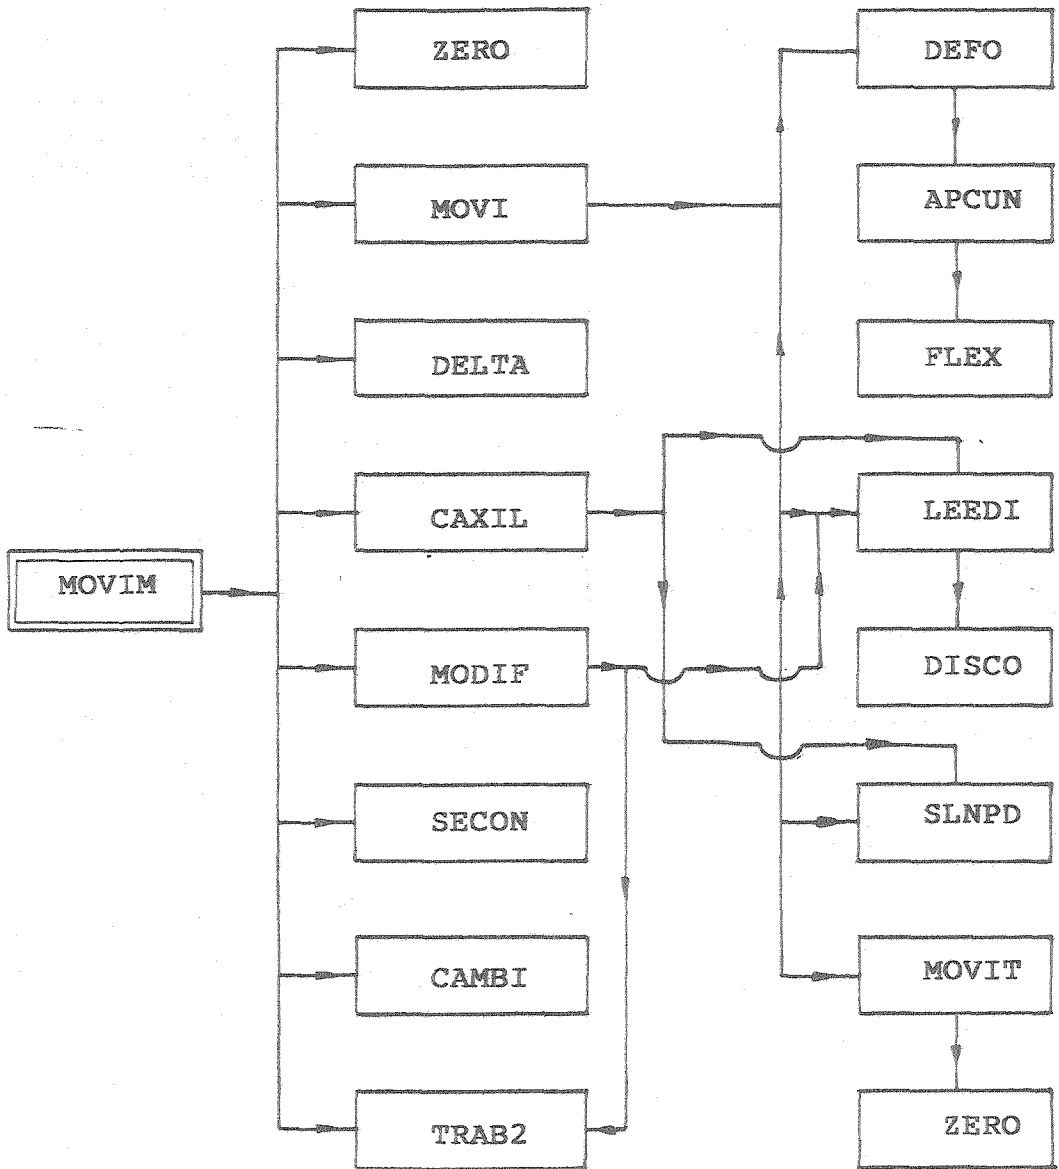 ZERO
DEFO
MOVI
APCUN
DELTA
FLEX
CAXIL
LEEDI
MOVIM
MODIF
DISCO
SECON
SLNPD
CAMBI
MOVIT
TRAB2
ZERO